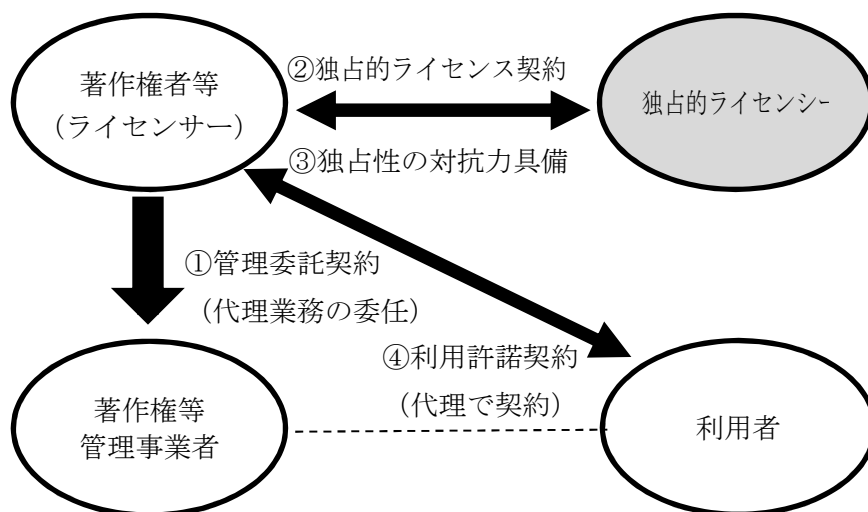 著作権者等
（ライセンサー）
②独占的ライセンス契約
独占的ライセンシー
③独占性の対抗力具備
①管理委託契約
（代理業務の委任）
④利用許諾契約
（代理で契約）
著作権等
管理事業者
利用者